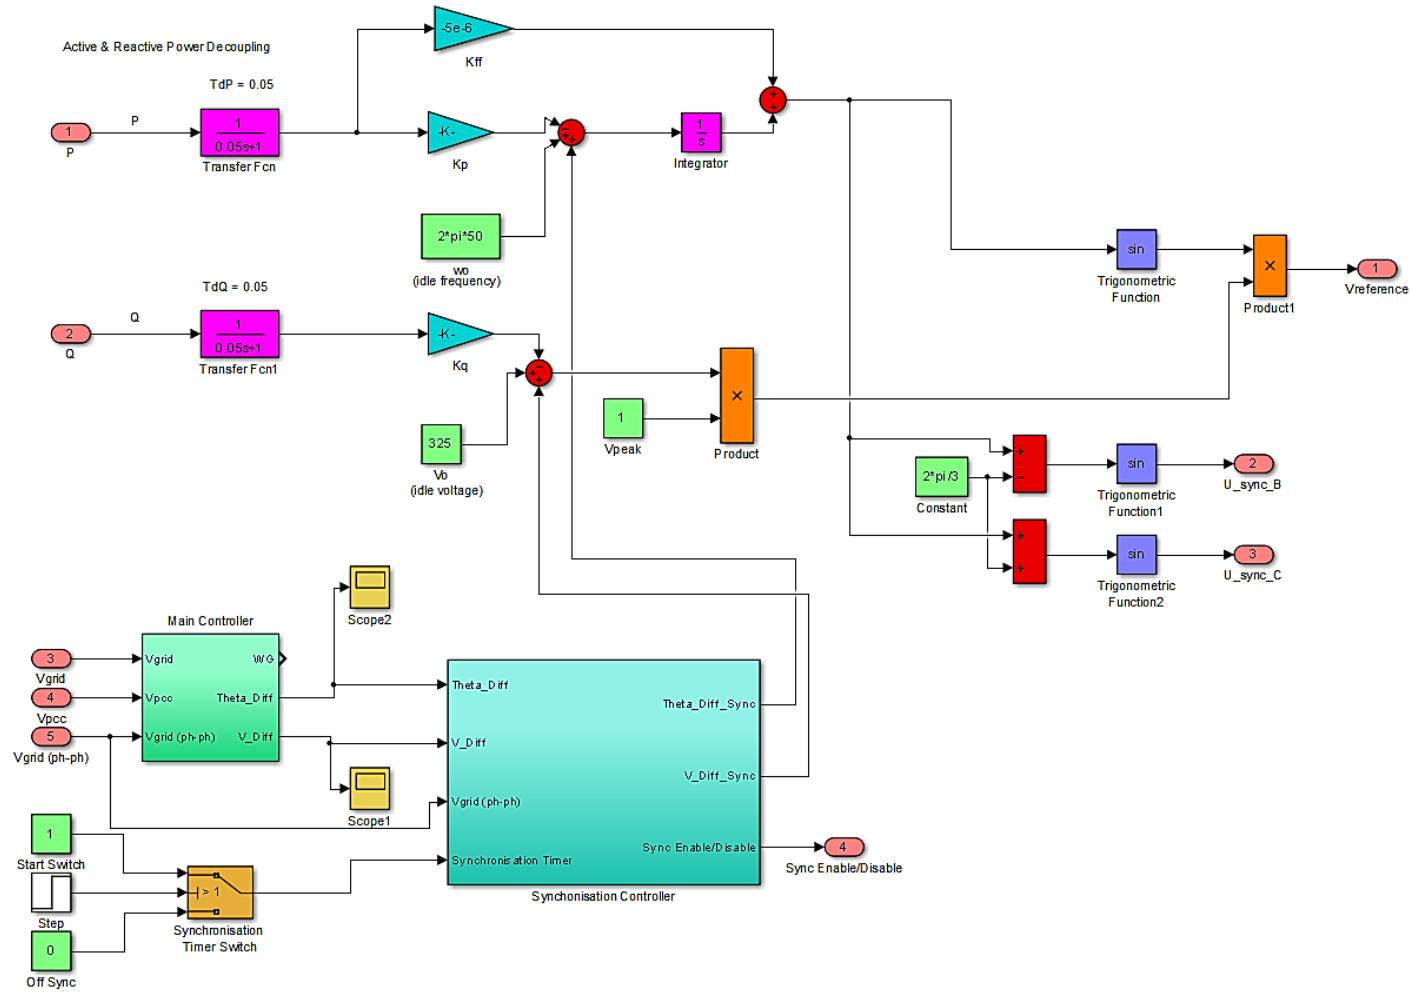 Active & Reactive Power Decoupling
-5e-6
Kff
TdP = 0.05
1
P
P
1
0.05s+1
Transfer Fcn
-K-
Kp
1
s
Integrator
2*pi*50
wo
(idle frequency)
sin
Trigonometric
Function
×
Product1
1
Vreference
TdQ = 0.05
2
Q
Q
1
0.05s+1
Transfer Fcn1
-K-
Kq
325
Vo
(idle voltage)
1
Vpeak
×
Product
2*pi/3
Constant
sin
Trigonometric
Function1
2
U_sync_B
sin
Trigonometric
Function2
3
U_sync_C
Scope2
Main Controller
3
Vgrid
4
Vpcc
5
Vgrid (ph-ph)
Vgrid
WG
Vpcc
Theta_Diff
Vgrid (ph-ph)
V_Diff
Scope1
Theta_Diff
Theta_Diff_Sync
V_Diff
V_Diff_Sync
Vgrid (ph-ph)
Sync Enable/Disable
Synchronisation Timer
Synchonisation Controller
4
Sync Enable/Disable
1
Start Switch
Step
0
Off Sync
> 1
Synchronisation
Timer Switch